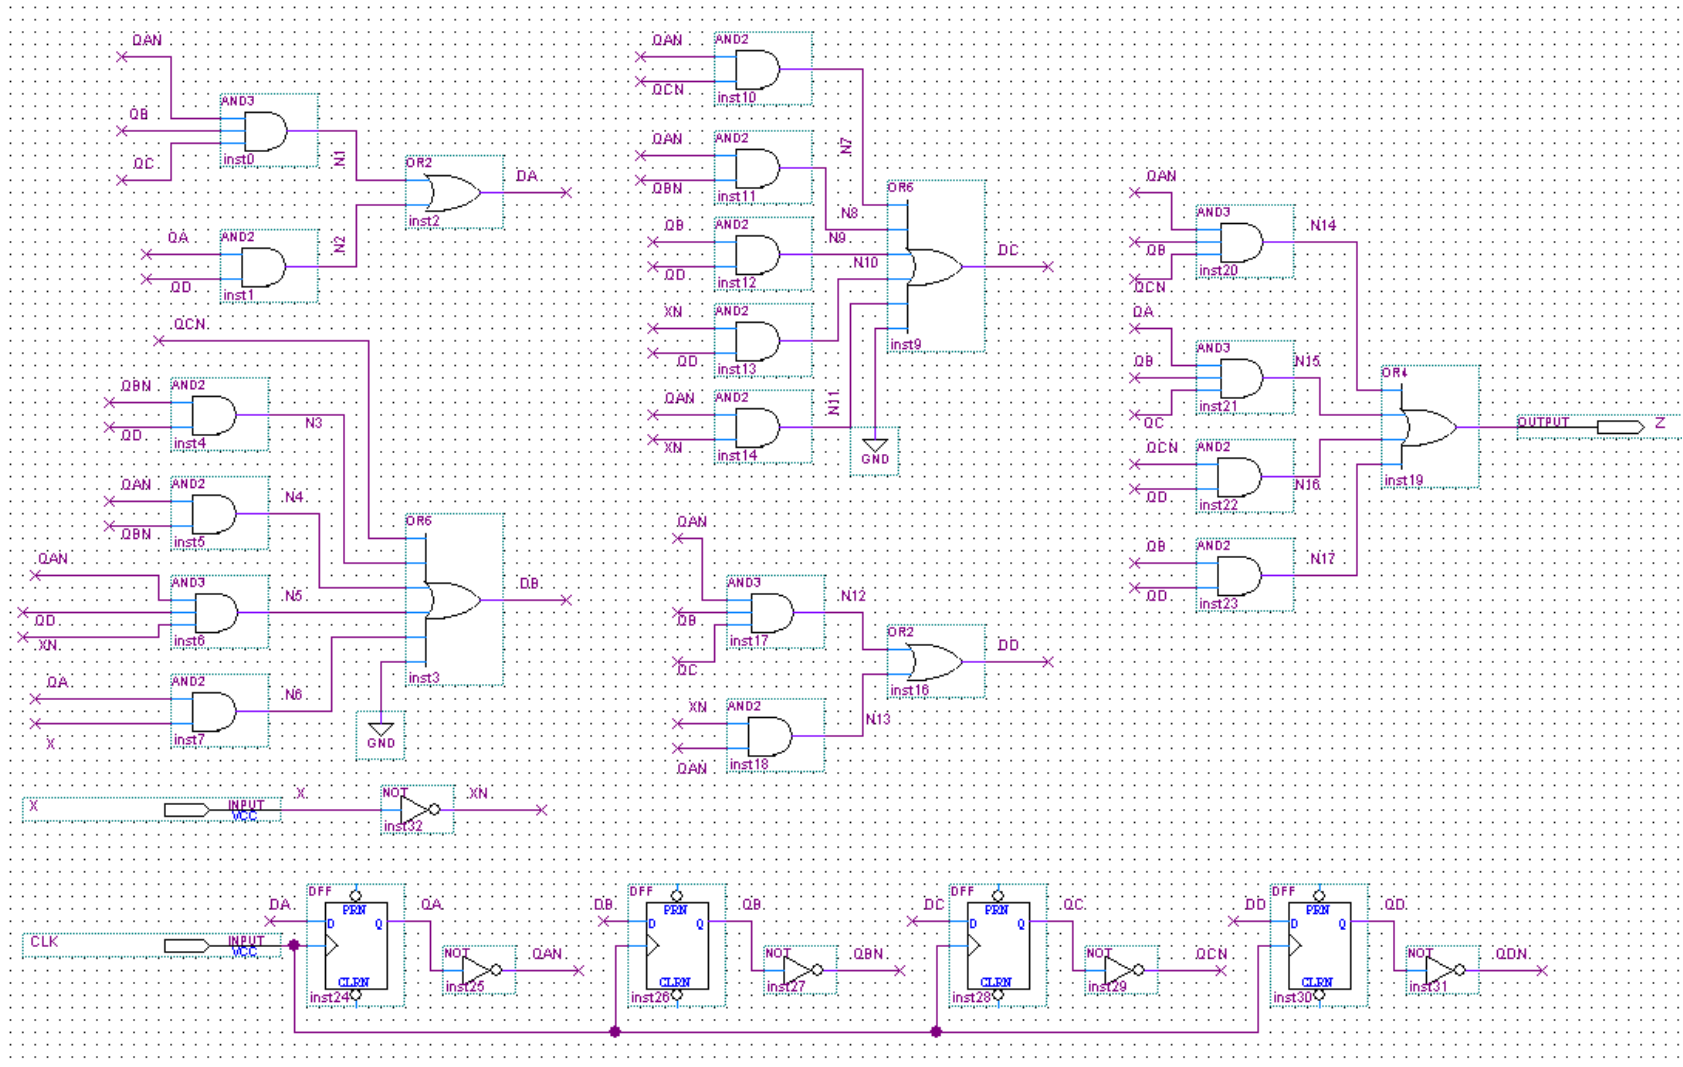 QAN
AND3
QB
QC
inst0
N1
OR2
DA
inst2
QA
AND2
N2
QD
inst1
QCN
QBN
AND2
QD
inst4
N3
QAN
AND2
N4
QBN
inst5
OR6
QAN
AND3
N5
QD
XN
inst6
DB
QA
AND2
N6
X
inst7
inst3
GND
QAN
AND2
QCN
inst10
N7
QAN
AND2
QBN
inst11
N8
OR6
QB
AND2
N9
QD
inst12
N10
DC
XN
AND2
QD
inst13
inst9
QAN
AND2
N11
XN
inst14
GND
QAN
AND3
N12
QB
inst17
QC
OR2
DD
inst16
XN
AND2
N13
QAN
inst18
QAN
AND3
N14
QB
inst20
QCN
QA
AND3
QB
N15
inst21
QC
OR4
QCN
AND2
N16
QD
inst22
inst19
OUTPUT
Z
QB
AND2
N17
QD
inst23
X
INPUT
VCC
X
NOT
XN
inst32
CLK
INPUT
VCC
DA
DFF
PRN
D
Q
CLRN
inst24
QA
NOT
QAN
inst25
DB
DFF
PRN
D
Q
CLRN
inst26
QB
NOT
QBN
inst27
DC
DFF
PRN
D
Q
CLRN
inst28
QC
NOT
QCN
inst29
DD
DFF
PRN
D
Q
CLRN
inst30
QD
NOT
QDN
inst31